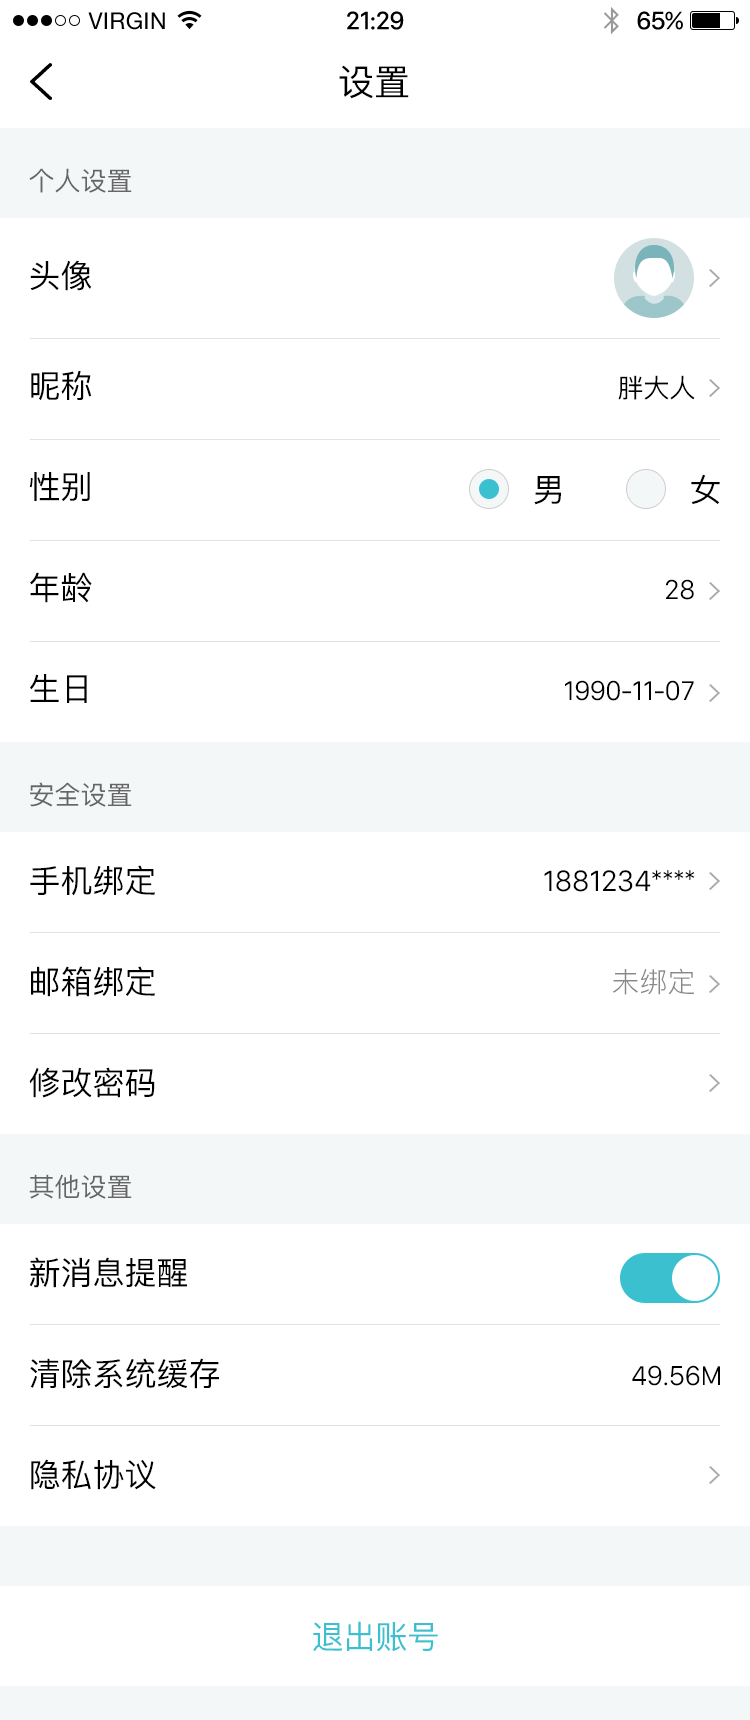 VIRGIN 21:29 65%
设置
个人设置
头像
昵称 胖大人
性别 男 女
年龄 28
生日 1990-11-07
安全设置
手机绑定 1881234****
邮箱绑定 未绑定
修改密码
其他设置
新消息提醒
清除系统缓存 49.56M
隐私协议
退出账号